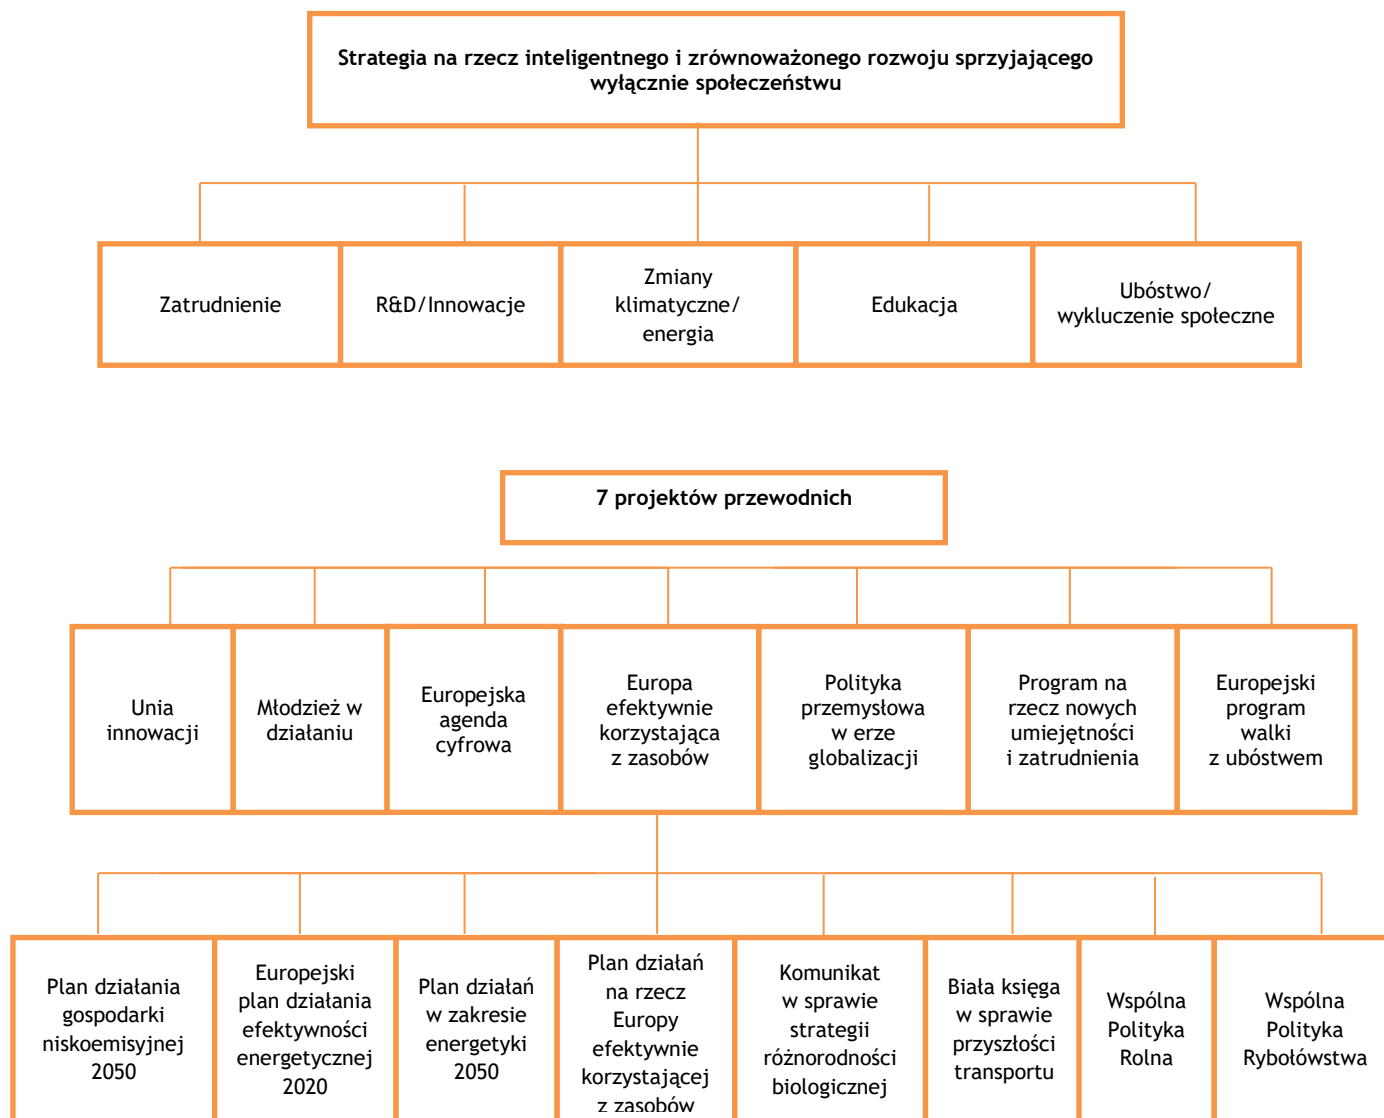 Strategia na rzecz inteligentnego i zrównoważonego rozwoju sprzyjającego
wyłącznie społeczeństwu
Zatrudnienie
R&D/Innowacje
Zmiany
klimatyczne/
energia
Edukacja
Ubóstwo/
wykluczenie społeczne
7 projektów przewodnich
Unia
innowacji
Młodzież w
działaniu
Europejska
agenda
cyfrowa
Europa
efektywnie
korzystająca
z zasobów
Polityka
przemysłowa
w erze
globalizacji
Program na
rzecz nowych
umiejętności
i zatrudnienia
Europejski
program
walki
z ubóstwem
Plan działania
gospodarki
niskoemisyjnej
2050
Europejski
plan działania
efektywności
energetycznej
2020
Plan działań
w zakresie
energetyki
2050
Plan działań
na rzecz
Europy
efektywnie
korzystającej
z zasobów
Komunikat
w sprawie
strategii
różnorodności
biologicznej
Biała księga
w sprawie
przyszłości
transportu
Wspólna
Polityka
Rolna
Wspólna
Polityka
Rybołówstwa